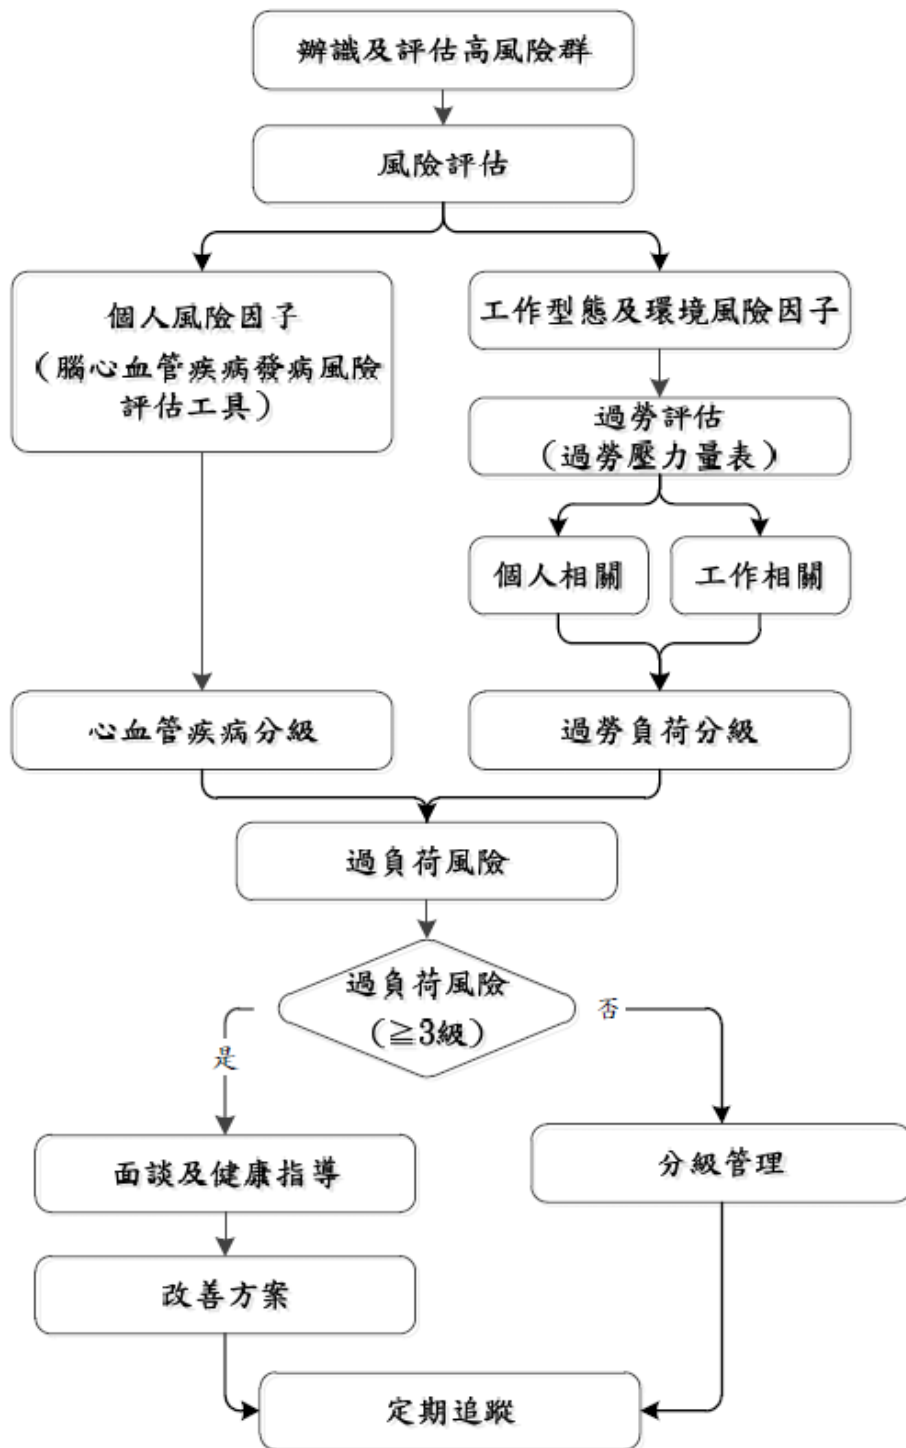 辨識及評估高風險群
風險評估
個人風險因子
（腦心血管疾病發病風險
評估工具）
工作型態及環境風險因子
過勞評估
（過勞壓力量表）
個人相關
工作相關
心血管疾病分級
過勞負荷分級
過負荷風險
過負荷風險
（≧3級）
是
否
面談及健康指導
分級管理
改善方案
定期追蹤